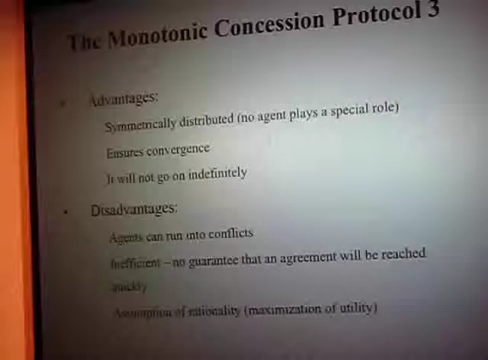 The Monotonic Concession Protocol 3
Advantages:
Symmetrically distributed (no agent plays a special role)
Ensures convergence
It will not go on indefinitely
Disadvantages:
Agents can run into conflicts
Inefficient – no guarantee that an agreement will be reached
quickly
Assumption of rationality (maximization of utility)